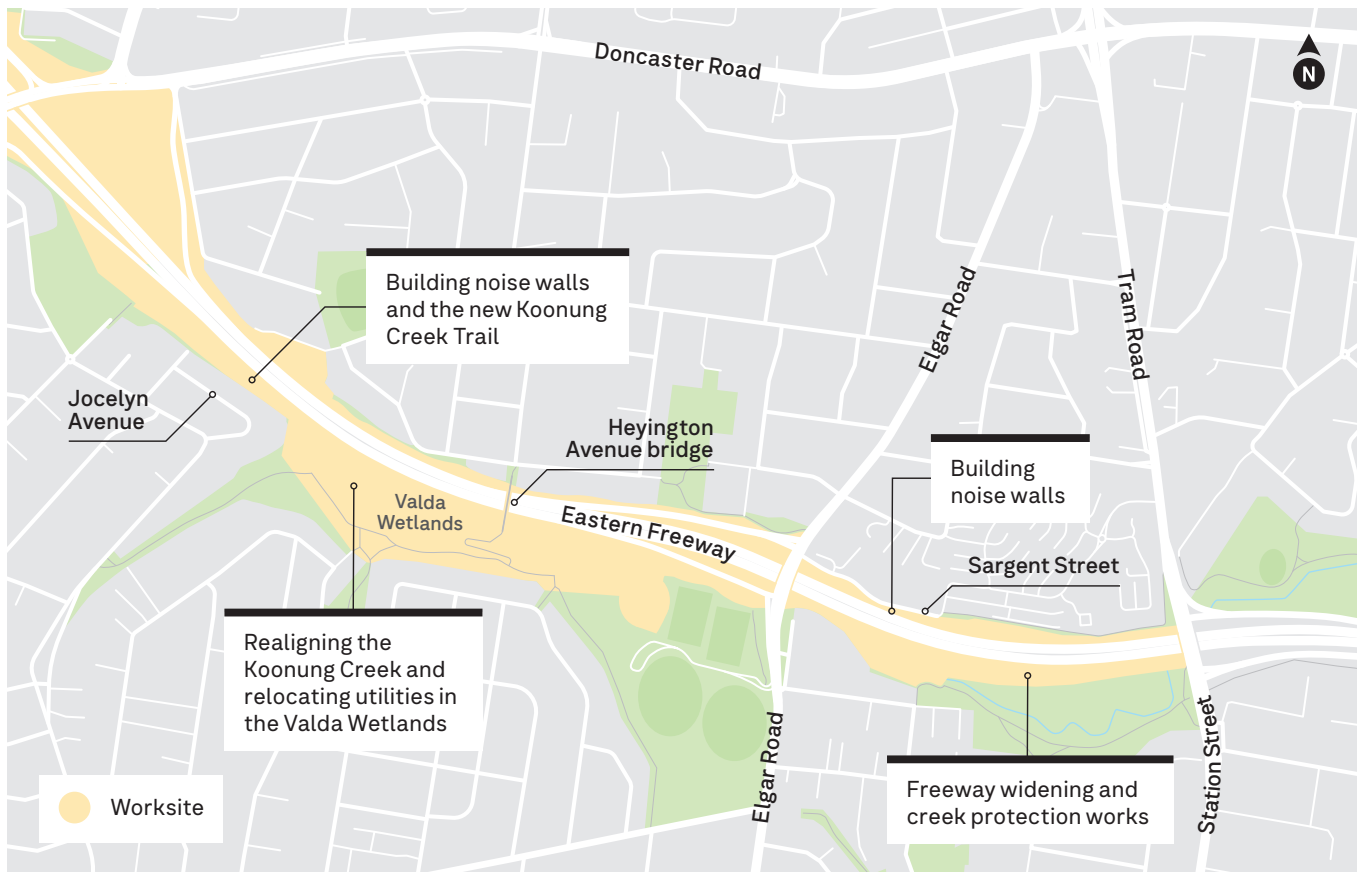 Doncaster Road
N
Building noise walls
and the new Koonung
Creek Trail
Elgar Road
Tram Road
Jocelyn
Avenue
Heyington
Avenue bridge
Building
noise walls
Valda
Wetlands
Eastern Freeway
Sargent Street
Realigning the
Koonung Creek and
relocating utilities in
the Valda Wetlands
Elgar Road
Station Street
Freeway widening and
creek protection works
Worksite